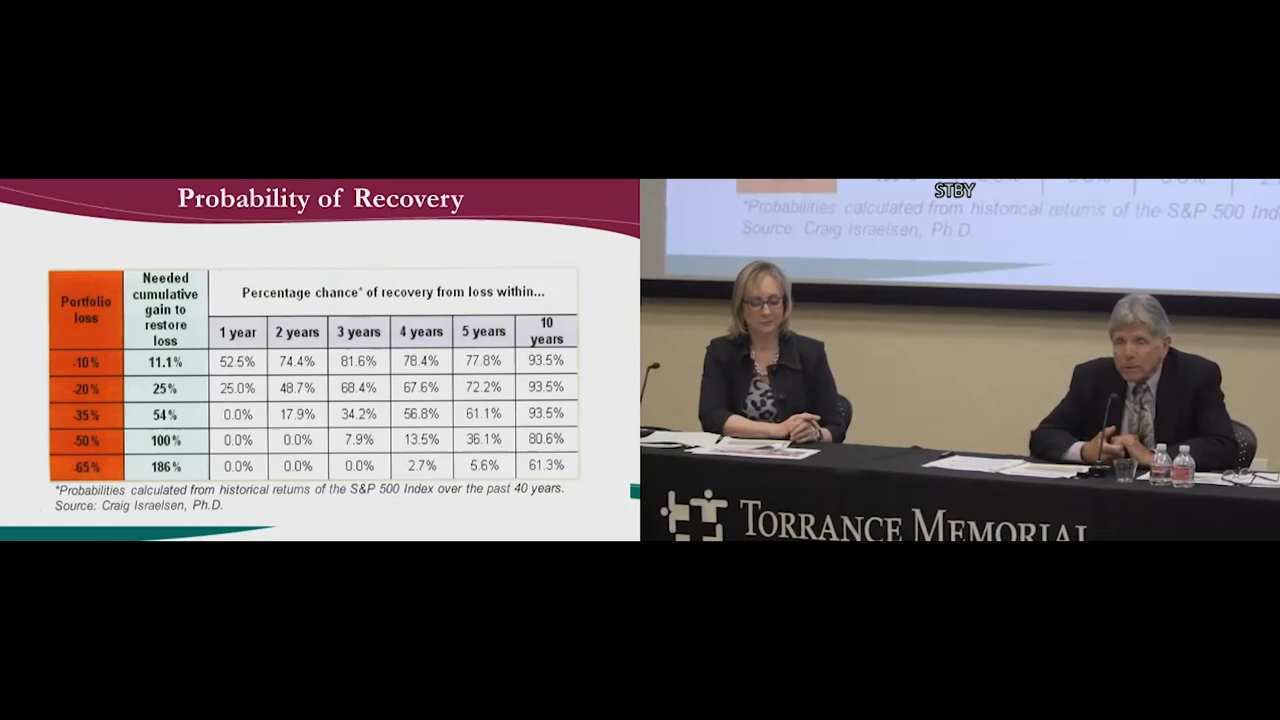 Probability of Recovery
Portfolio loss | Needed cumulative gain to restore loss | Percentage chance* of recovery from loss within...
1 year | 2 years | 3 years | 4 years | 5 years | 10 years
-10% | 11.1% | 52.5% | 74.4% | 81.6% | 78.4% | 77.8% | 93.5%
-20% | 25% | 25.0% | 48.7% | 68.4% | 67.6% | 72.2% | 93.5%
-35% | 54% | 0.0% | 17.9% | 34.2% | 56.8% | 61.1% | 93.5%
-50% | 100% | 0.0% | 0.0% | 7.9% | 13.5% | 36.1% | 80.6%
-65% | 186% | 0.0% | 0.0% | 0.0% | 2.7% | 5.6% | 61.3%
*Probabilities calculated from historical returns of the S&P 500 Index over the past 40 years.
Source: Craig Israelsen, Ph.D.
STBY
*Probabilities calculated from historical returns of the S&P 500
Source: Craig Israelsen, Ph.D.
TORRANCE MEMORIAL